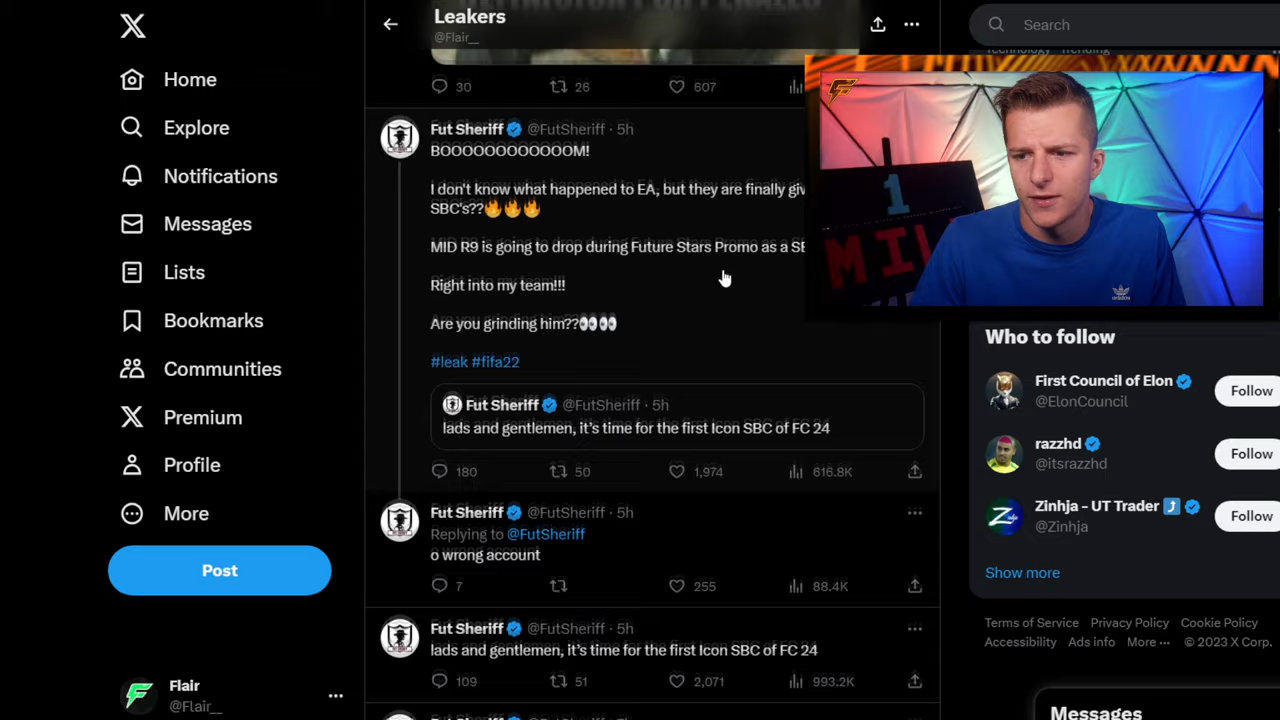 Leakers
@Flair__
Search
Technology · Trending
Home
Explore
Notifications
Messages
Lists
Bookmarks
Communities
Premium
Profile
More
Post
Flair
@Flair__
30
26
607
Fut Sheriff @FutSheriff · 5h
BOOOOOOOOOOOM!
I don't know what happened to EA, but they are finally giv
SBC's??🔥🔥🔥
MID R9 is going to drop during Future Stars Promo as a SB
Right into my team!!!
Are you grinding him??👀👀
#leak #fifa22
Fut Sheriff @FutSheriff · 5h
lads and gentlemen, it's time for the first Icon SBC of FC 24
180
50
1,974
616.8K
Fut Sheriff @FutSheriff · 5h
Replying to @FutSheriff
o wrong account
7
255
88.4K
Fut Sheriff @FutSheriff · 5h
lads and gentlemen, it's time for the first Icon SBC of FC 24
109
51
2,071
993.2K
1
MIL
Who to follow
First Council of Elon
@ElonCouncil
Follow
razzhd
@itsrazzhd
Follow
Zinhja - UT Trader
@Zinhja
Follow
Show more
Terms of Service Privacy Policy Cookie Policy
Accessibility Ads info More ··· © 2023 X Corp.
Messages